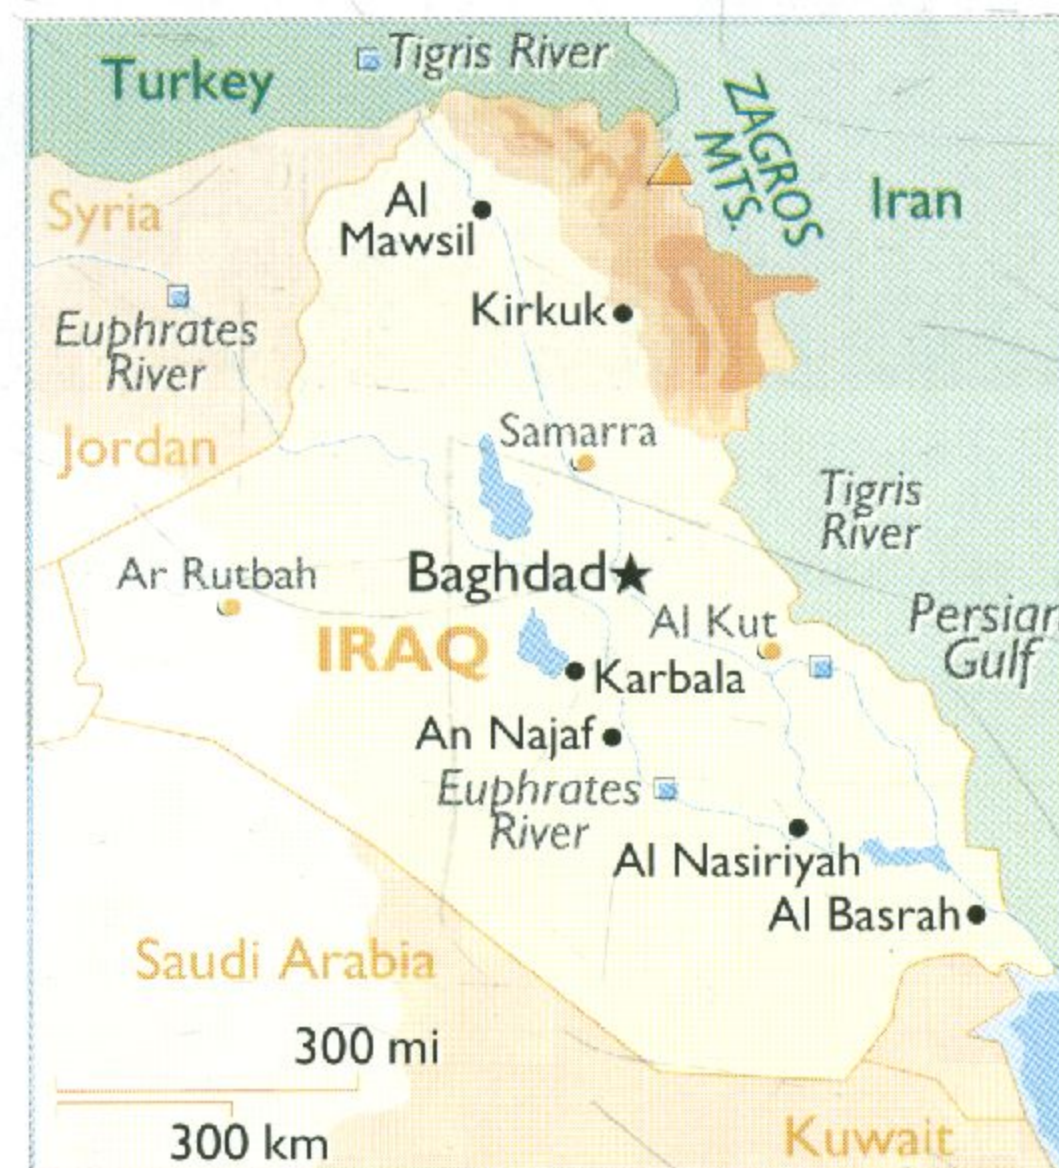 Tigris River
Turkey
ZAGROS
MTS.
Iran
Syria
Al
Mawsil
Kirkuk
Euphrates
River
Jordan
Samarra
Tigris
River
Ar Rutbah
Baghdad
Al Kut
Persian
Gulf
IRAQ
Karbala
An Najaf
Euphrates
River
Al Nasiriyah
Al Basrah
Saudi Arabia
300 mi
300 km
Kuwait